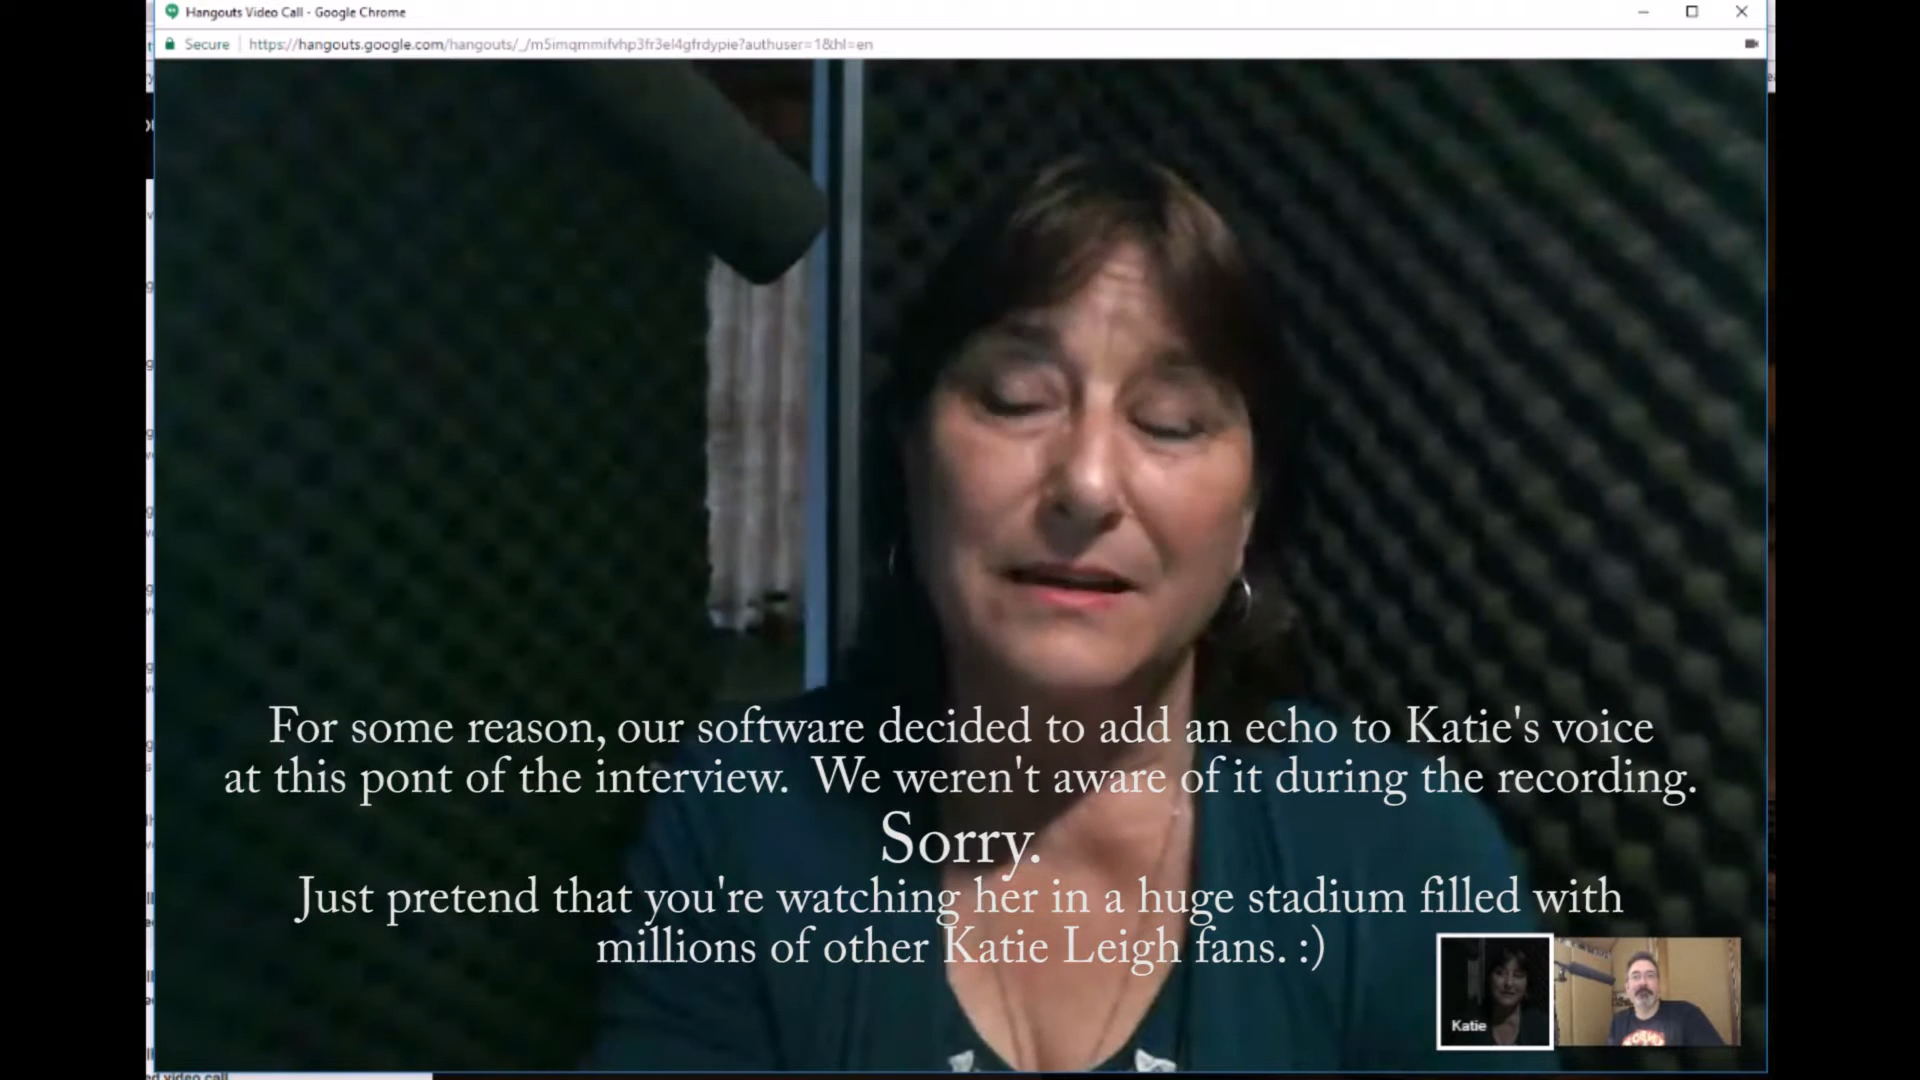 Hangouts Video Call - Google Chrome
Secure https://hangouts.google.com/hangouts/_/m5imqmmifvhp3fr3el4gfrdypie?authuser=1&hl=en
For some reason, our software decided to add an echo to Katie's voice
at this pont of the interview. We weren't aware of it during the recording.
Sorry.
Just pretend that you're watching her in a huge stadium filled with
millions of other Katie Leigh fans. :)
Katie
video call